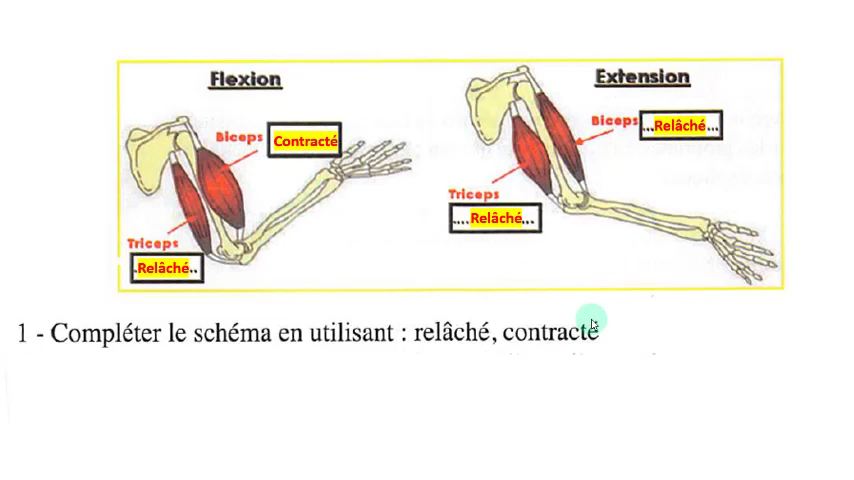 Flexion
Extension
Biceps
Contracté
Biceps
...Relâché...
Triceps
....Relâché...
Triceps
.Relâché..
1 - Compléter le schéma en utilisant : relâché, contracté